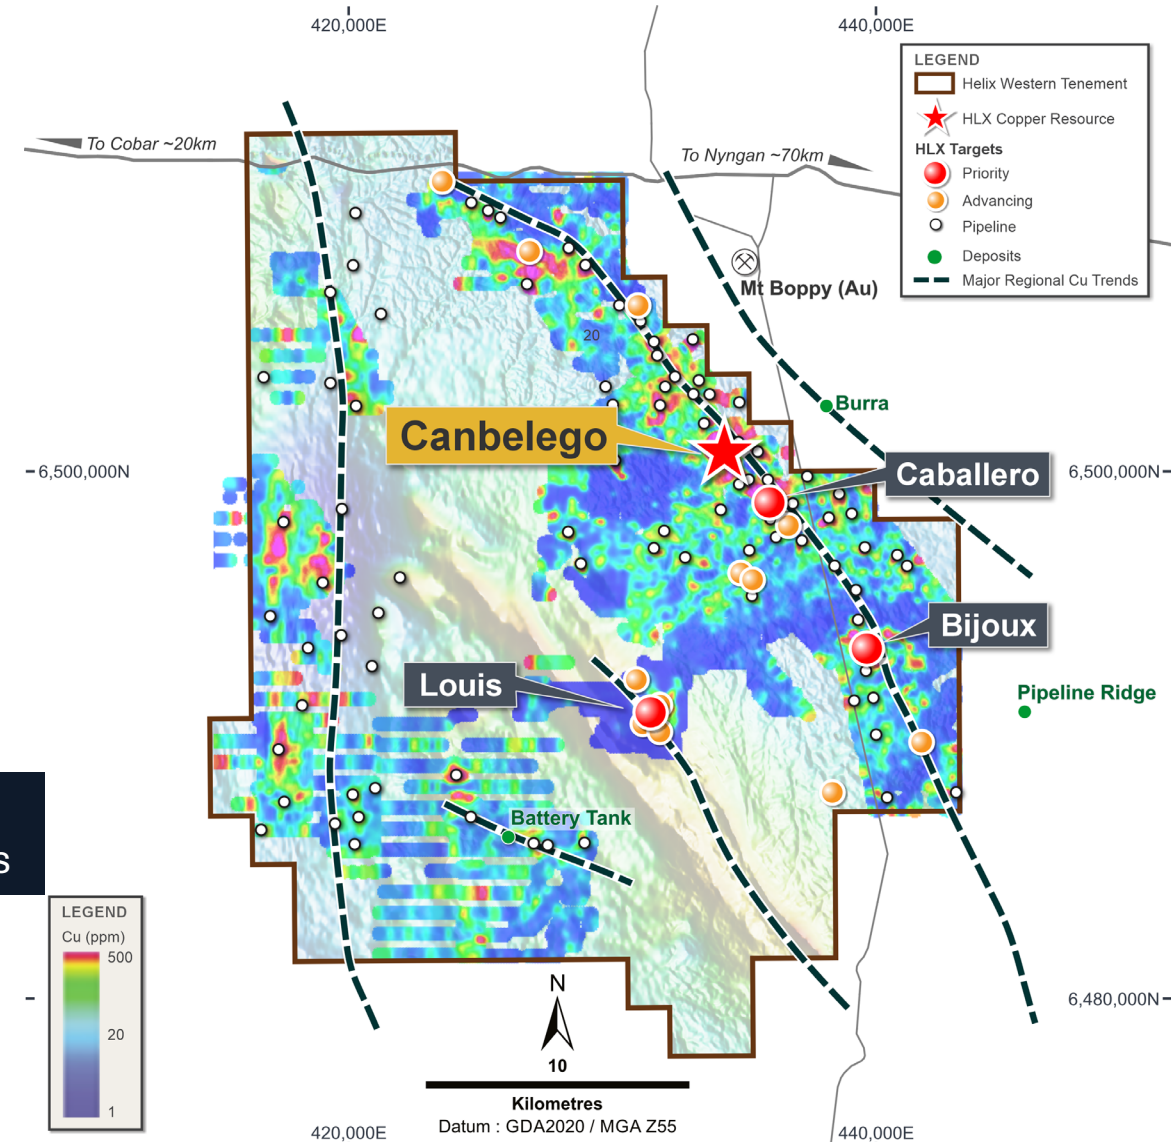 420,000E
440,000E
LEGEND
Helix Western Tenement
HLX Copper Resource
HLX Targets
Priority
Advancing
Pipeline
Deposits
Major Regional Cu Trends
To Cobar ~20km
To Nyngan ~70km
Mt Boppy (Au)
20
Burra
Canbelego
6,500,000N
Caballero
6,500,000N
Bijoux
Louis
Pipeline Ridge
Battery Tank
s
LEGEND
Cu (ppm)
500
20
1
N
6,480,000N
10
Kilometres
Datum : GDA2020 / MGA Z55
420,000E
440,000E